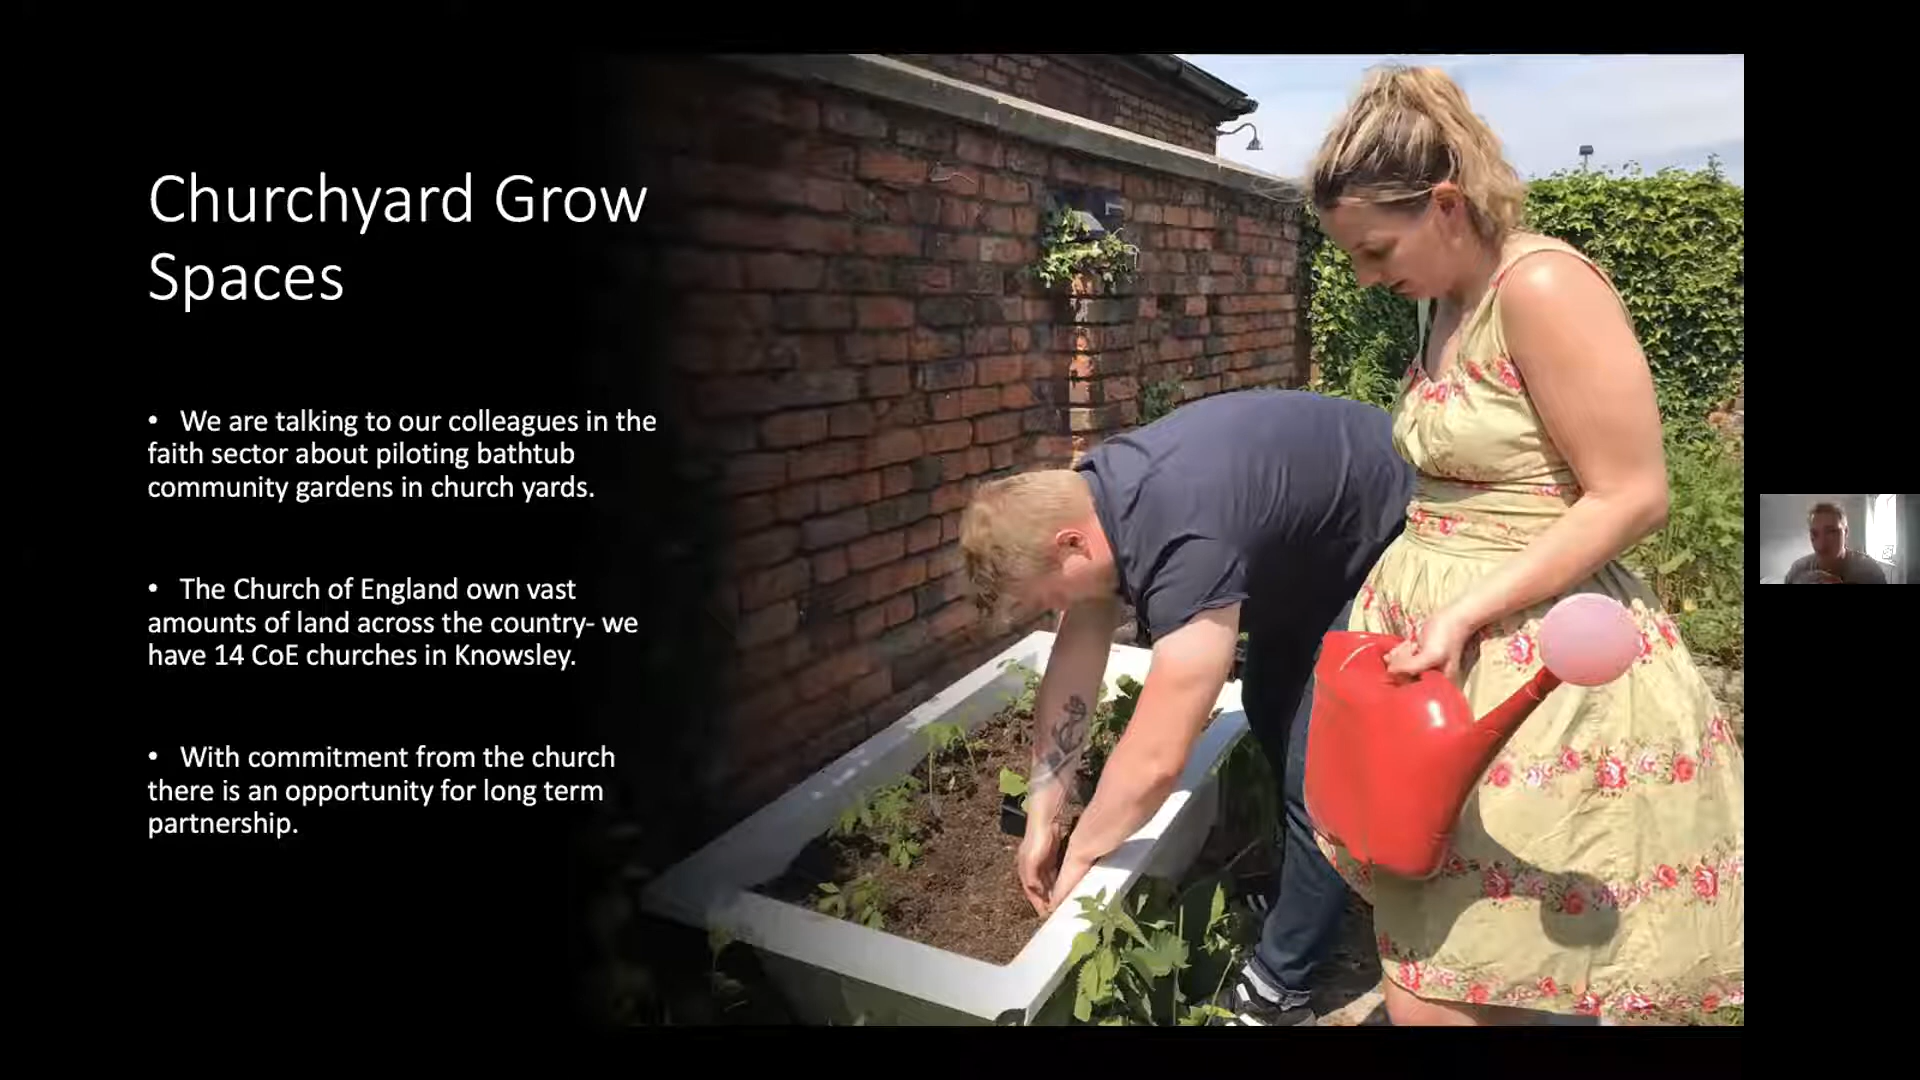 Churchyard Grow
Spaces
• We are talking to our colleagues in the
faith sector about piloting bathtub
community gardens in church yards.
• The Church of England own vast
amounts of land across the country- we
have 14 CoE churches in Knowsley.
• With commitment from the church
there is an opportunity for long term
partnership.